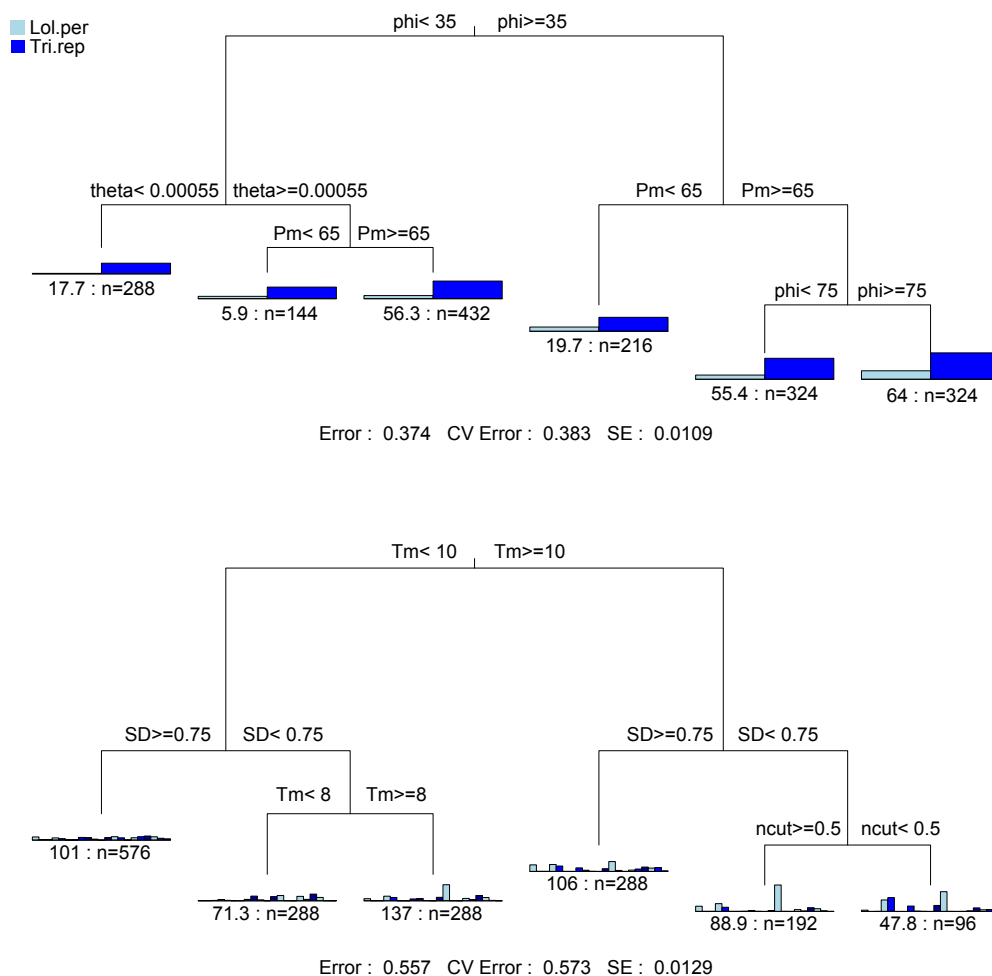 phi< 35 phi>=35
Lol.per
Tri.rep
theta< 0.00055 theta>=0.00055
Pm< 65 Pm>=65
Pm< 65 Pm>=65
17.7 : n=288
5.9 : n=144
56.3 : n=432
phi< 75 phi>=75
19.7 : n=216
55.4 : n=324
64 : n=324
Error : 0.374 CV Error : 0.383 SE : 0.0109
Tm< 10 Tm>=10
SD>=0.75 SD< 0.75
SD>=0.75 SD< 0.75
Tm< 8 Tm>=8
ncut>=0.5 ncut< 0.5
101 : n=576
106 : n=288
71.3 : n=288
137 : n=288
88.9 : n=192
47.8 : n=96
Error : 0.557 CV Error : 0.573 SE : 0.0129